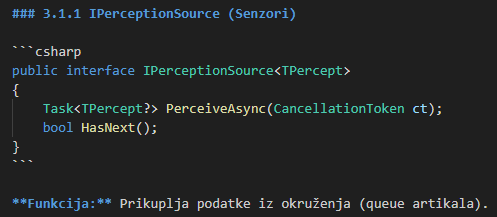 ### 3.1.1 IPerceptionSource (Senzori)
```csharp
public interface IPerceptionSource<TPercept>
{
    Task<TPercept?> PerceiveAsync(CancellationToken ct);
    bool HasNext();
}
```
**Funkcija:** Prikuplja podatke iz okruženja (queue artikala).